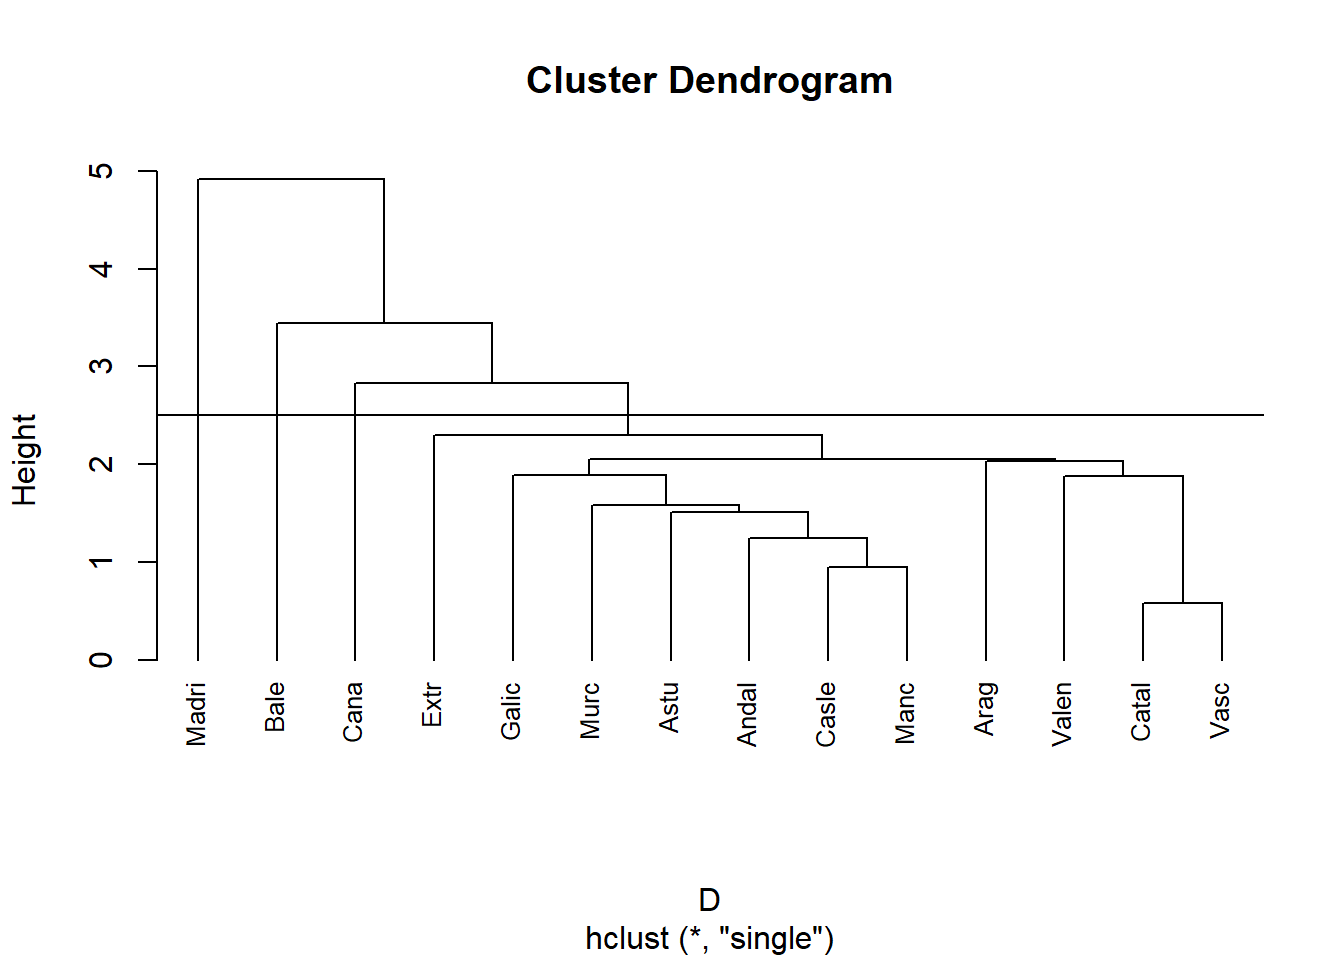 Cluster Dendrogram
Height
5
4
3
2
1
0
Madri
Bale
Cana
Extr
Galic
Murc
Astu
Andal
Casle
Manc
Arag
Valen
Catal
Vasc
D
hclust (*, "single")